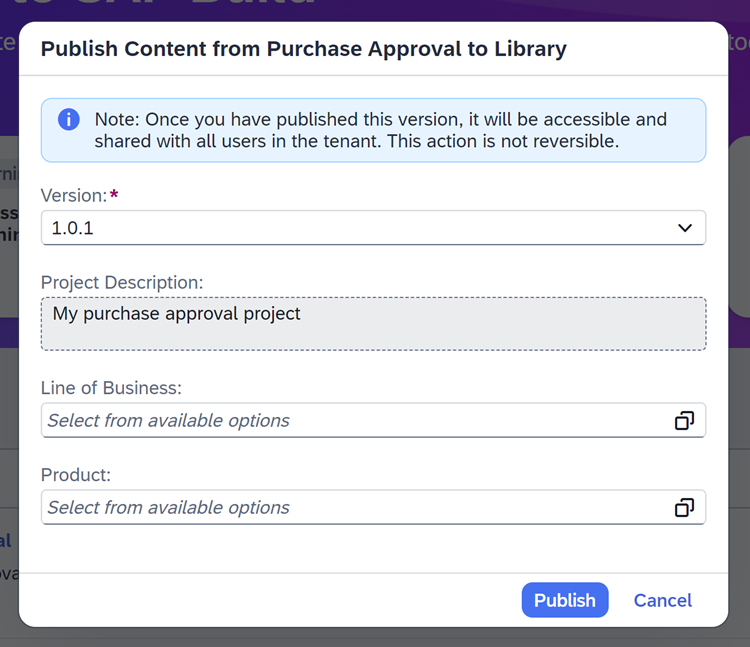 Publish Content from Purchase Approval to Library
Note: Once you have published this version, it will be accessible and
shared with all users in the tenant. This action is not reversible.
Version:*
1.0.1
Project Description:
My purchase approval project
Line of Business:
Select from available options
Product:
Select from available options
Publish Cancel